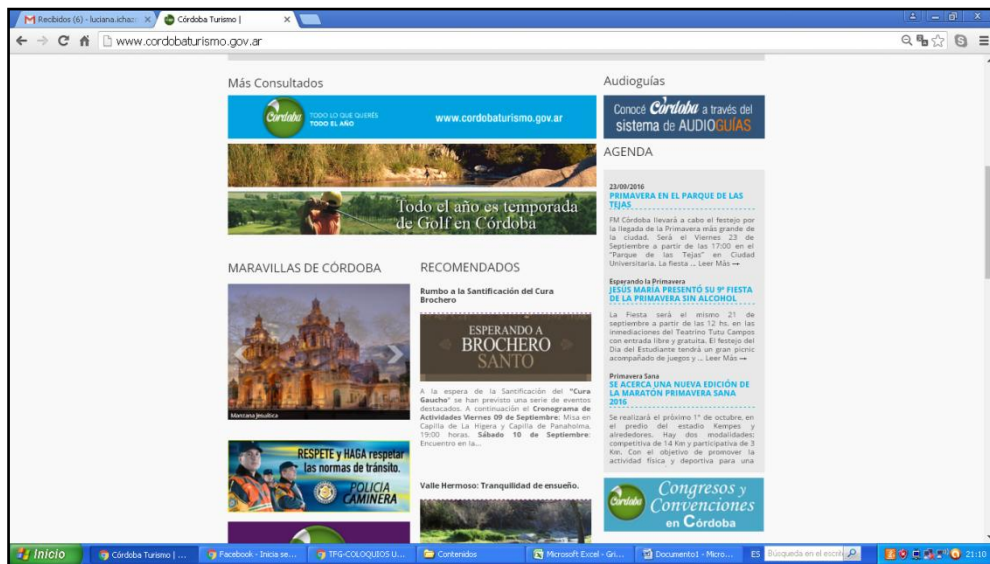 Recibidos (6) - luciana.ichaz
Córdoba Turismo |
www.cordobaturismo.gov.ar
Más Consultados
Córdoba
TODO LO QUE QUERÉS
TODO EL AÑO
www.cordobaturismo.gov.ar
Todo el año es temporada
de Golf en Córdoba
MARAVILLAS DE CÓRDOBA
Manzana Jesuítica
RESPETE y HAGA respetar
las normas de tránsito.
POLICIA
CAMINERA
RECOMENDADOS
Rumbo a la Santificación del Cura
Brochero
ESPERANDO A
BROCHERO
SANTO
A la espera de la Santificación del "Cura
Gaucho" se han previsto una serie de eventos
destacados. A continuación el Cronograma de
Actividades Viernes 09 de Septiembre: Misa en
Capilla de La Higera y Capilla de Panaholma,
19:00 horas. Sábado 10 de Septiembre:
Encuentro en la...
Valle Hermoso: Tranquilidad de ensueño.
Audioguías
Conocé Córdoba a través del
sistema de AUDIOGUÍAS
AGENDA
23/09/2016
PRIMAVERA EN EL PARQUE DE LAS
TEJAS
FM Córdoba llevará a cabo el festejo por
la llegada de la Primavera más grande de
la ciudad. Será el Viernes 23 de
Septiembre a partir de las 17:00 en el
"Parque de las Tejas" en Ciudad
Universitaria. La fiesta ... Leer Más →
Esperando la Primavera
JESÚS MARÍA PRESENTÓ SU 9º FIESTA
DE LA PRIMAVERA SIN ALCOHOL
La Fiesta será el mismo 21 de
septiembre a partir de las 12 hs. en las
inmediaciones del Teatrino Tutu Campos
con entrada libre y gratuita. El festejo del
Día del Estudiante tendrá un gran picnic
acompañado de juegos y ... Leer Más →
Primavera Sana
SE ACERCA UNA NUEVA EDICIÓN DE
LA MARATÓN PRIMAVERA SANA
2016
Se realizará el próximo 1º de octubre, en
el predio del estadio Kempes y
alrededores. Hay dos modalidades:
competitiva de 14 Km y participativa de 3
Km. Con el objetivo de promover la
actividad física y deportiva para una
Córdoba
Congresos y
Convenciones
en Córdoba
Inicio
Córdoba Turismo | ...
Facebook - Inicia se...
TFG-COLOQUIOS U...
Contenidos
Microsoft Excel - Gri...
Documento1 - Micro...
ES
Búsqueda en el escrito
21:10